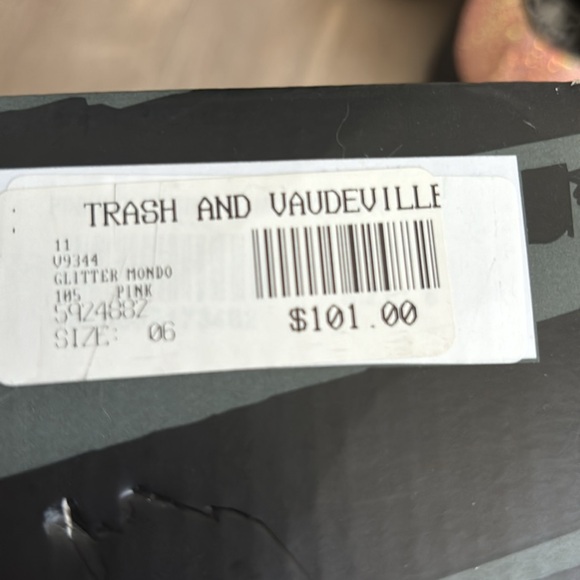 TRASH AND VAUDEVILLE
11
V9344
GLITTER MONDO
105 PINK
5924882
SIZE: 06
$101.00